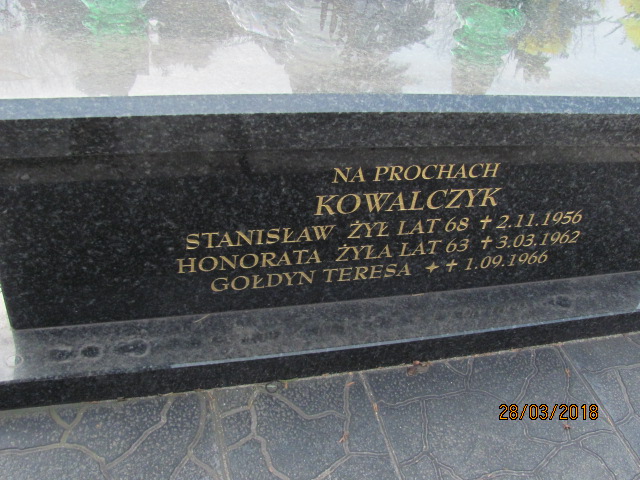 NA PROCHACH
KOWALCZYK
STANISŁAW ŻYŁ LAT 68 ✝ 2.11.1956
HONORATA ŻYŁA LAT 63 ✝ 3.03.1962
GOŁDYN TERESA ✦ ✝ 1.09.1966
28/03/2018